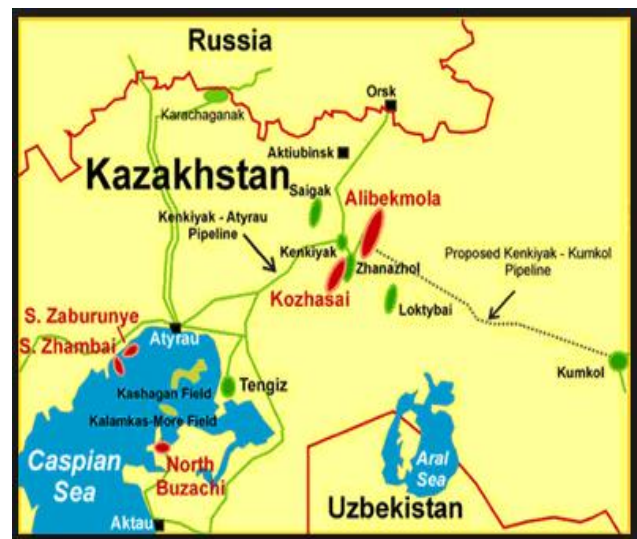 Russia
Orsk
Karachaganak
Aktiubinsk
Kazakhstan
Saigak
Alibekmola
Kenkiyak - Atyrau
Pipeline
Kenkiyak
Zhanazhol
Proposed Kenkiyak - Kumkol
Pipeline
Kozhasai
Loktybai
S. Zaburunye
S. Zhambai
Atyrau
Kumkol
Kashagan Field
Tengiz
Kalamkas-More Field
Caspian
Sea
North
Buzachi
Aral
Sea
Uzbekistan
Aktau